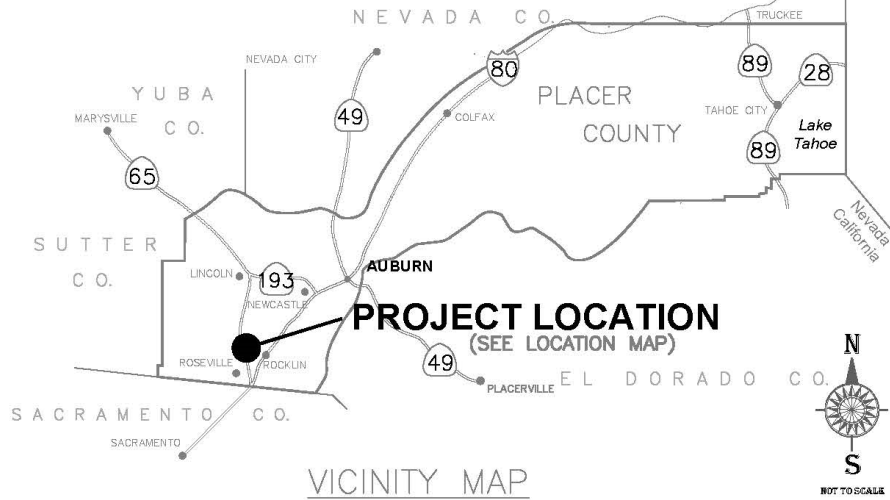 NEVADA CO.
TRUCKEE
NEVADA CITY
89
28
80
YUBA
CO.
PLACER
COUNTY
MARYSVILLE
49
COLFAX
TAHOE CITY
Lake
Tahoe
89
65
Nevada
California
SUTTER
CO.
LINCOLN
193
AUBURN
NEWCASTLE
PROJECT LOCATION
(SEE LOCATION MAP)
ROSEVILLE
ROCKLIN
49
PLACERVILLE
EL DORADO CO.
N
SACRAMENTO CO.
SACRAMENTO
S
VICINITY MAP
NOT TO SCALE